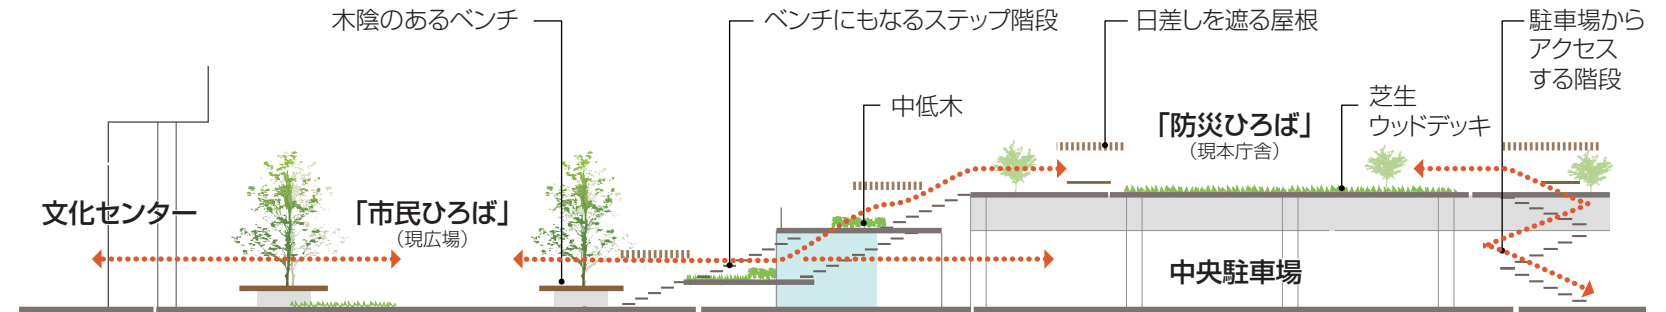 木陰のあるベンチ
ベンチにもなるステップ階段
日差しを遮る屋根
駐車場から
アクセス
する階段
中低木
芝生
ウッドデッキ
「防災ひろば」
（現本庁舎）
文化センター
「市民ひろば」
（現広場）
中央駐車場